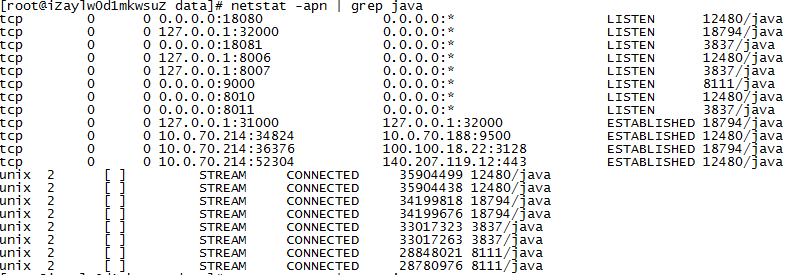 [root@iZaylw0d1mkwsuZ data]# netstat -apn | grep java
tcp 0 0 0.0.0.0:18080 0.0.0.0:* LISTEN 12480/java
tcp 0 0 127.0.0.1:32000 0.0.0.0:* LISTEN 18794/java
tcp 0 0 0.0.0.0:18081 0.0.0.0:* LISTEN 3837/java
tcp 0 0 127.0.0.1:8006 0.0.0.0:* LISTEN 12480/java
tcp 0 0 127.0.0.1:8007 0.0.0.0:* LISTEN 3837/java
tcp 0 0 0.0.0.0:9000 0.0.0.0:* LISTEN 8111/java
tcp 0 0 0.0.0.0:8010 0.0.0.0:* LISTEN 12480/java
tcp 0 0 0.0.0.0:8011 0.0.0.0:* LISTEN 3837/java
tcp 0 0 127.0.0.1:31000 127.0.0.1:32000 ESTABLISHED 18794/java
tcp 0 0 10.0.70.214:34824 10.0.70.188:9500 ESTABLISHED 12480/java
tcp 0 0 10.0.70.214:36376 100.100.18.22:3128 ESTABLISHED 18794/java
tcp 0 0 10.0.70.214:52304 140.207.119.12:443 ESTABLISHED 12480/java
unix 2 [ ] STREAM CONNECTED 35904499 12480/java
unix 2 [ ] STREAM CONNECTED 35904438 12480/java
unix 2 [ ] STREAM CONNECTED 34199818 18794/java
unix 2 [ ] STREAM CONNECTED 34199676 18794/java
unix 2 [ ] STREAM CONNECTED 33017323 3837/java
unix 2 [ ] STREAM CONNECTED 33017263 3837/java
unix 2 [ ] STREAM CONNECTED 28848021 8111/java
unix 2 [ ] STREAM CONNECTED 28780976 8111/java